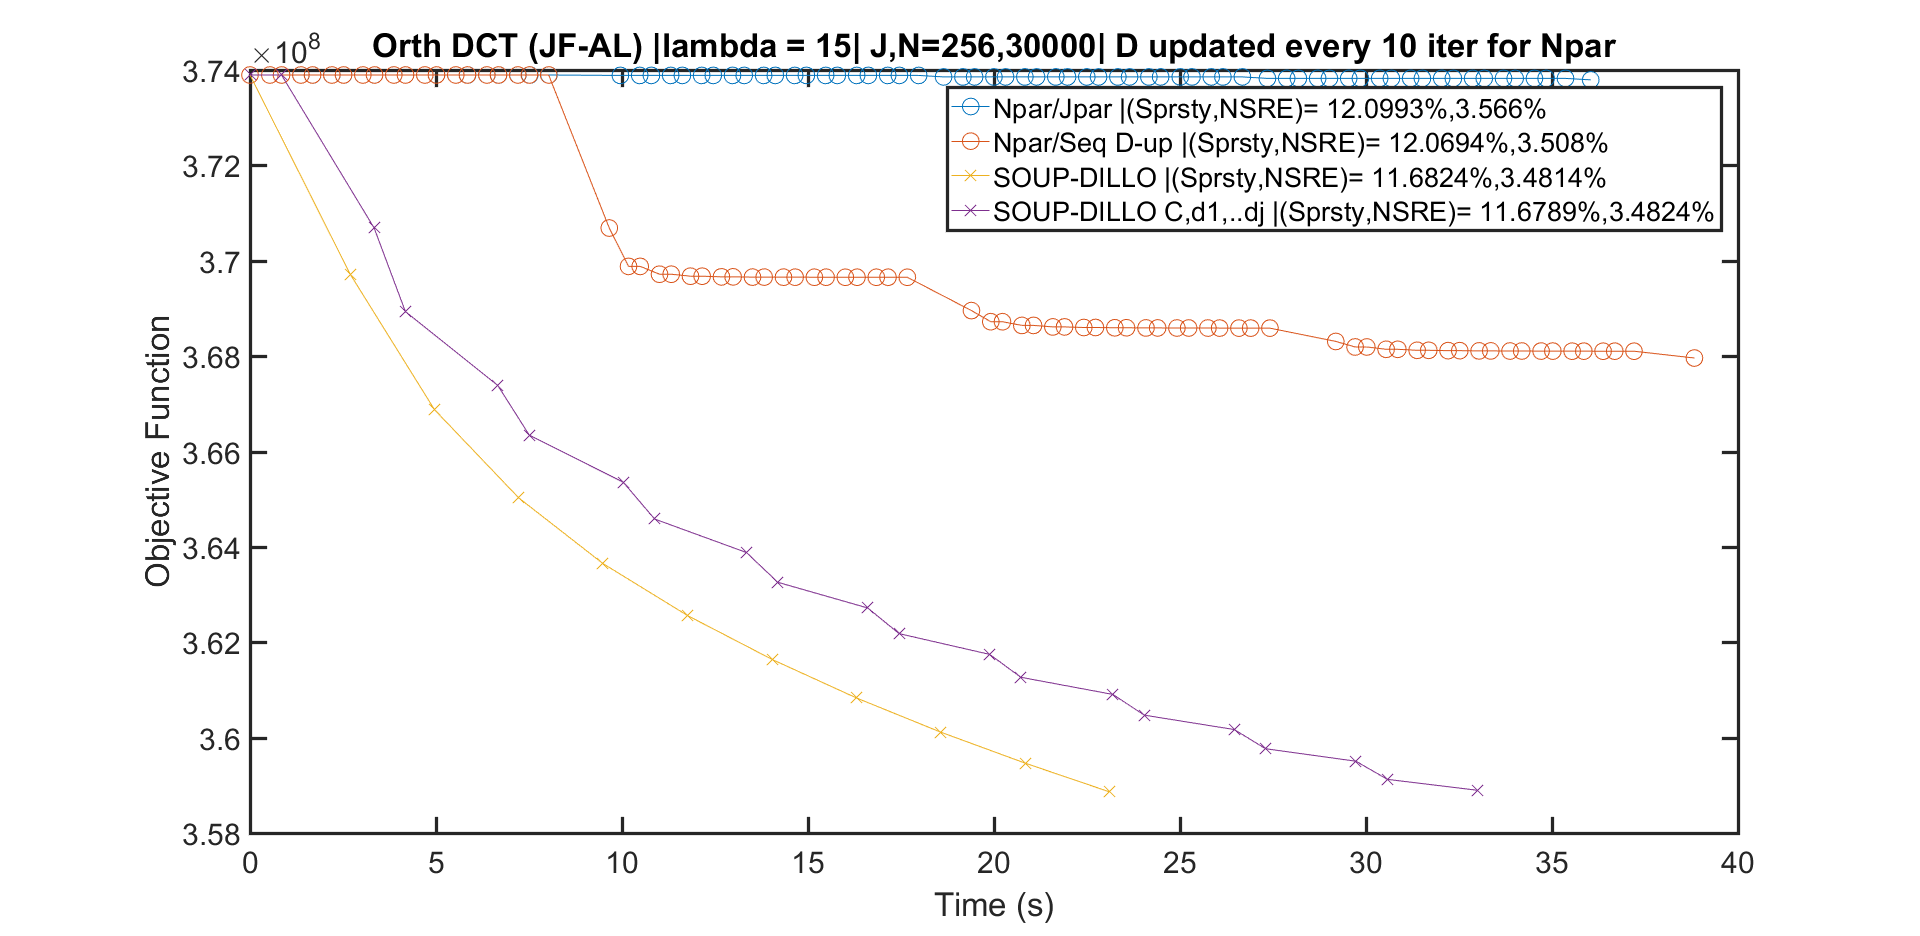 Orth DCT (JF-AL) |lambda = 15| J,N=256,30000| D updated every 10 iter for Npar
×10^8
3.74
3.72
3.7
3.68
3.66
3.64
3.62
3.6
3.58
Objective Function
Npar/Jpar |(Sprsty,NSRE)= 12.0993%,3.566%
Npar/Seq D-up |(Sprsty,NSRE)= 12.0694%,3.508%
SOUP-DILLO |(Sprsty,NSRE)= 11.6824%,3.4814%
SOUP-DILLO C,d1,..dj |(Sprsty,NSRE)= 11.6789%,3.4824%
0 5 10 15 20 25 30 35 40
Time (s)